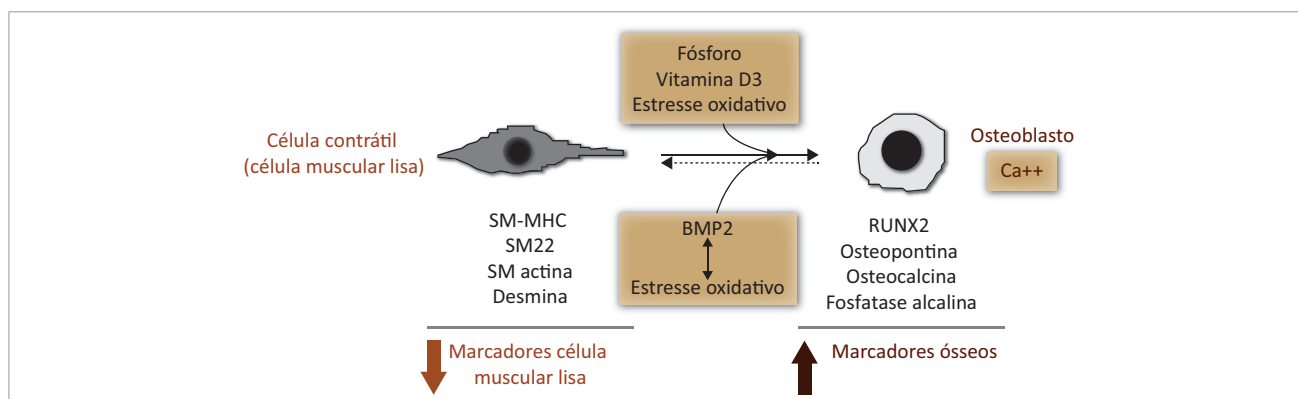 Fósforo
Vitamina D3
Estresse oxidativo
Célula contrátil
(célula muscular lisa)
Osteoblasto
Ca++
SM-MHC
SM22
SM actina
Desmina
BMP2
Estresse oxidativo
RUNX2
Osteopontina
Osteocalcina
Fosfatase alcalina
Marcadores célula
muscular lisa
Marcadores ósseos